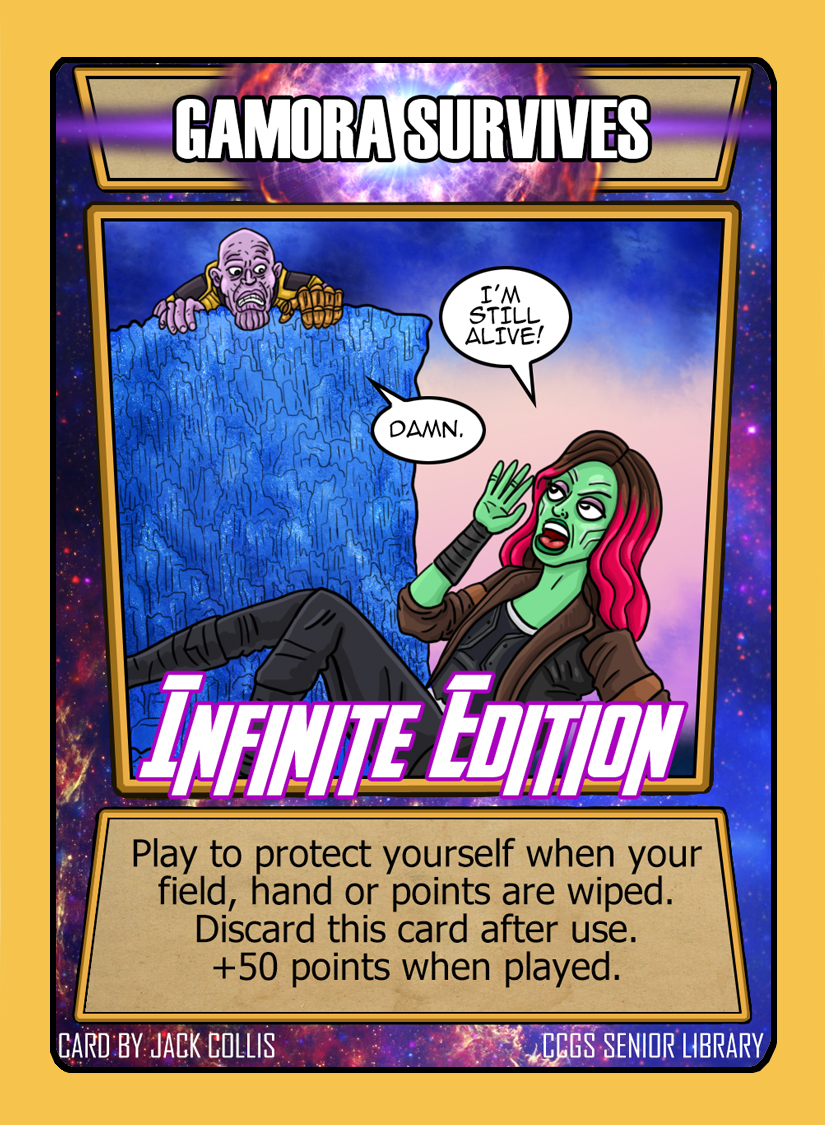 GAMORA SURVIVES
I'M
STILL
ALIVE!
DAMN.
INFINITE EDITION
Play to protect yourself when your
field, hand or points are wiped.
Discard this card after use.
+50 points when played.
CARD BY JACK COLLIS
CCGS SENIOR LIBRARY